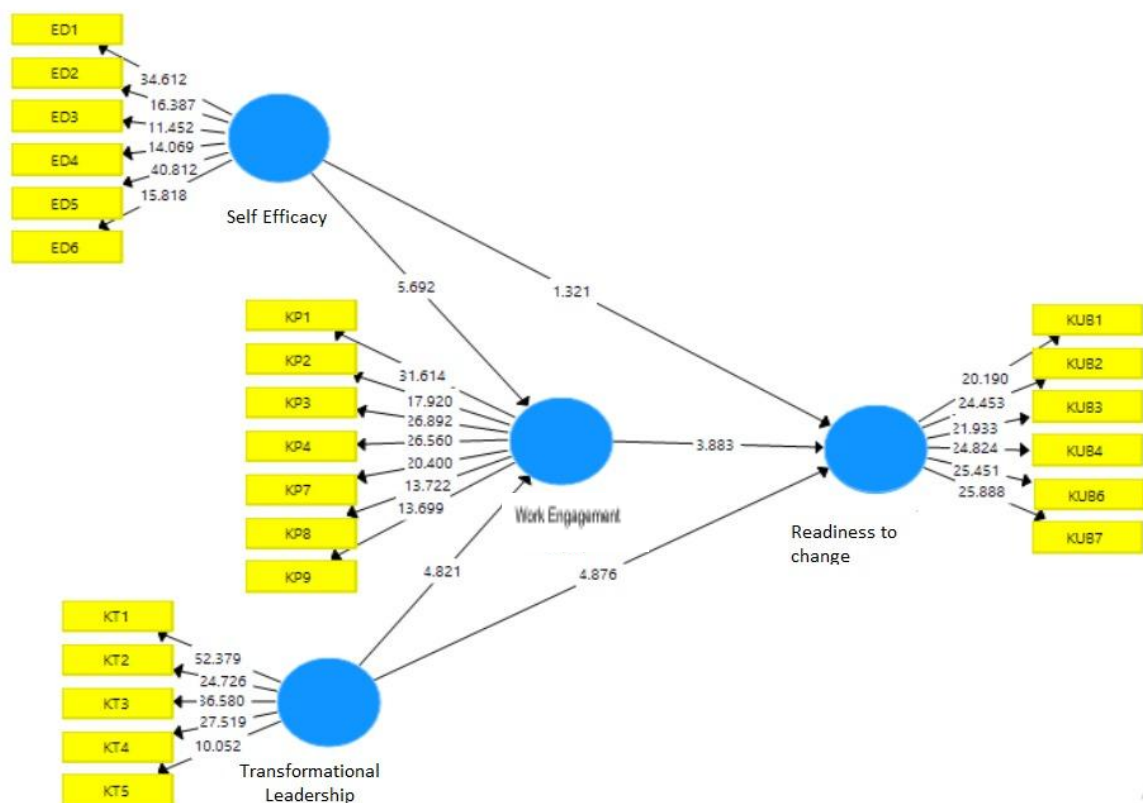 ED1
ED2
ED3
ED4
ED5
ED6
34.612
16.387
11.452
14.069
40.812
15.818
Self Efficacy
5.692
1.321
KP1
KP2
KP3
KP4
KP7
KP8
KP9
31.614
17.920
26.892
26.560
20.400
13.722
13.699
Work Engagement
3.883
KUB1
KUB2
KUB3
KUB4
KUB6
KUB7
20.190
24.453
21.933
24.824
25.451
25.888
Readiness to
change
4.821
4.876
KT1
KT2
KT3
KT4
KT5
52.379
24.726
36.580
27.519
10.052
Transformational
Leadership